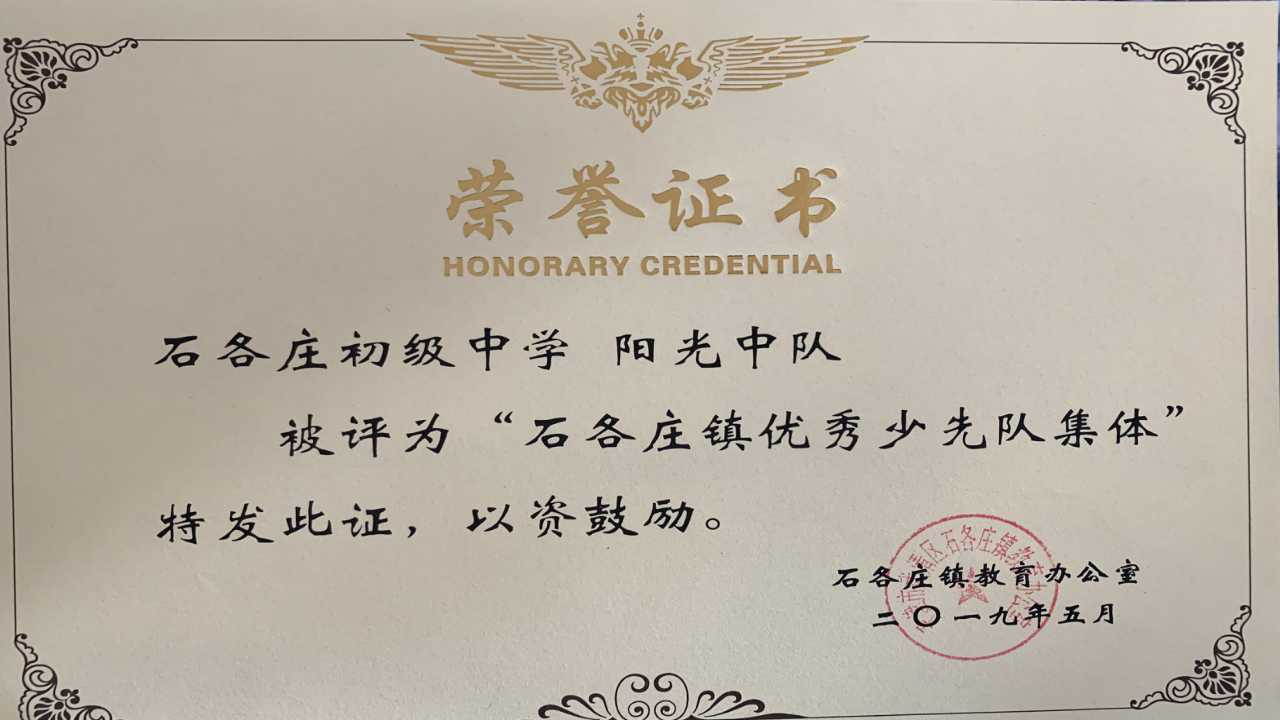 荣誉证书
HONORARY CREDENTIAL
石各庄初级中学 阳光中队
被评为“石各庄镇优秀少先队集体”
特发此证，以资鼓励。
石各庄镇教育办公室
二〇一九年五月